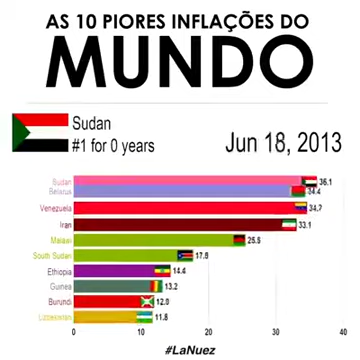 AS 10 PIORES INFLAÇÕES DO
MUNDO
Sudan
#1 for 0 years
Jun 18, 2013
Sudan 36.1
Belarus 34.4
Venezuela 34.7
Iran 33.1
Malawi 25.5
South Sudan 17.8
Ethiopia 14.4
Guinea 13.2
Burundi 12.0
Uzbekistan 11.8
0 10 20 30 40
#LaNuez